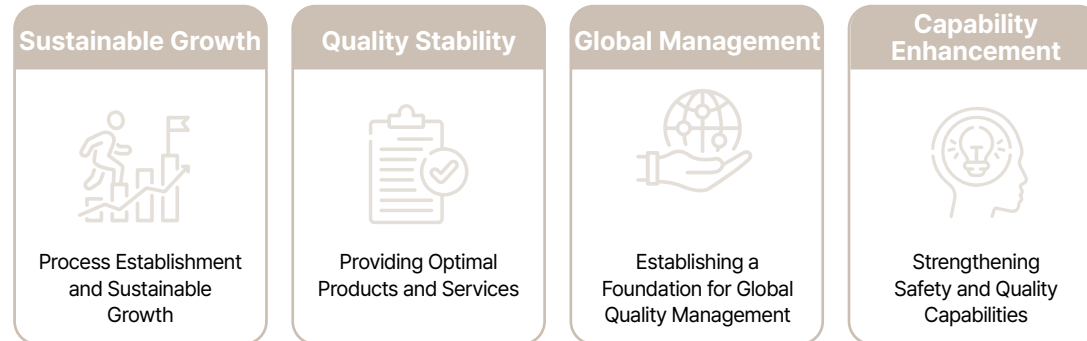 Sustainable Growth
Process Establishment
and Sustainable
Growth
Quality Stability
Providing Optimal
Products and Services
Global Management
Establishing a
Foundation for Global
Quality Management
Capability
Enhancement
Strengthening
Safety and Quality
Capabilities